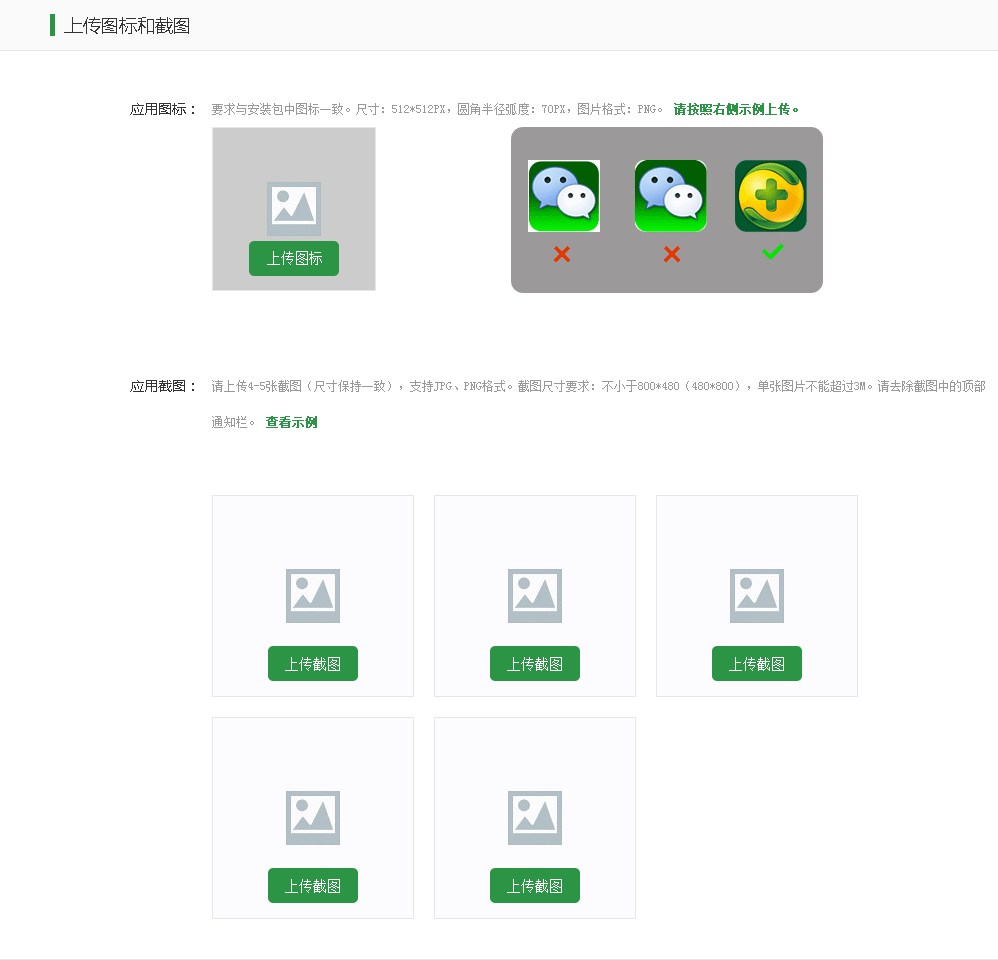 上传图标和截图
应用图标： 要求与安装包中图标一致。尺寸：512*512PX，圆角半径弧度：70PX，图片格式：PNG。 请按照右侧示例上传。
上传图标
应用截图： 请上传4-5张截图（尺寸保持一致），支持JPG、PNG格式。截图尺寸要求：不小于800*480（480*800），单张图片不能超过3M。请去除截图中的顶部
通知栏。 查看示例
上传截图 上传截图 上传截图
上传截图 上传截图